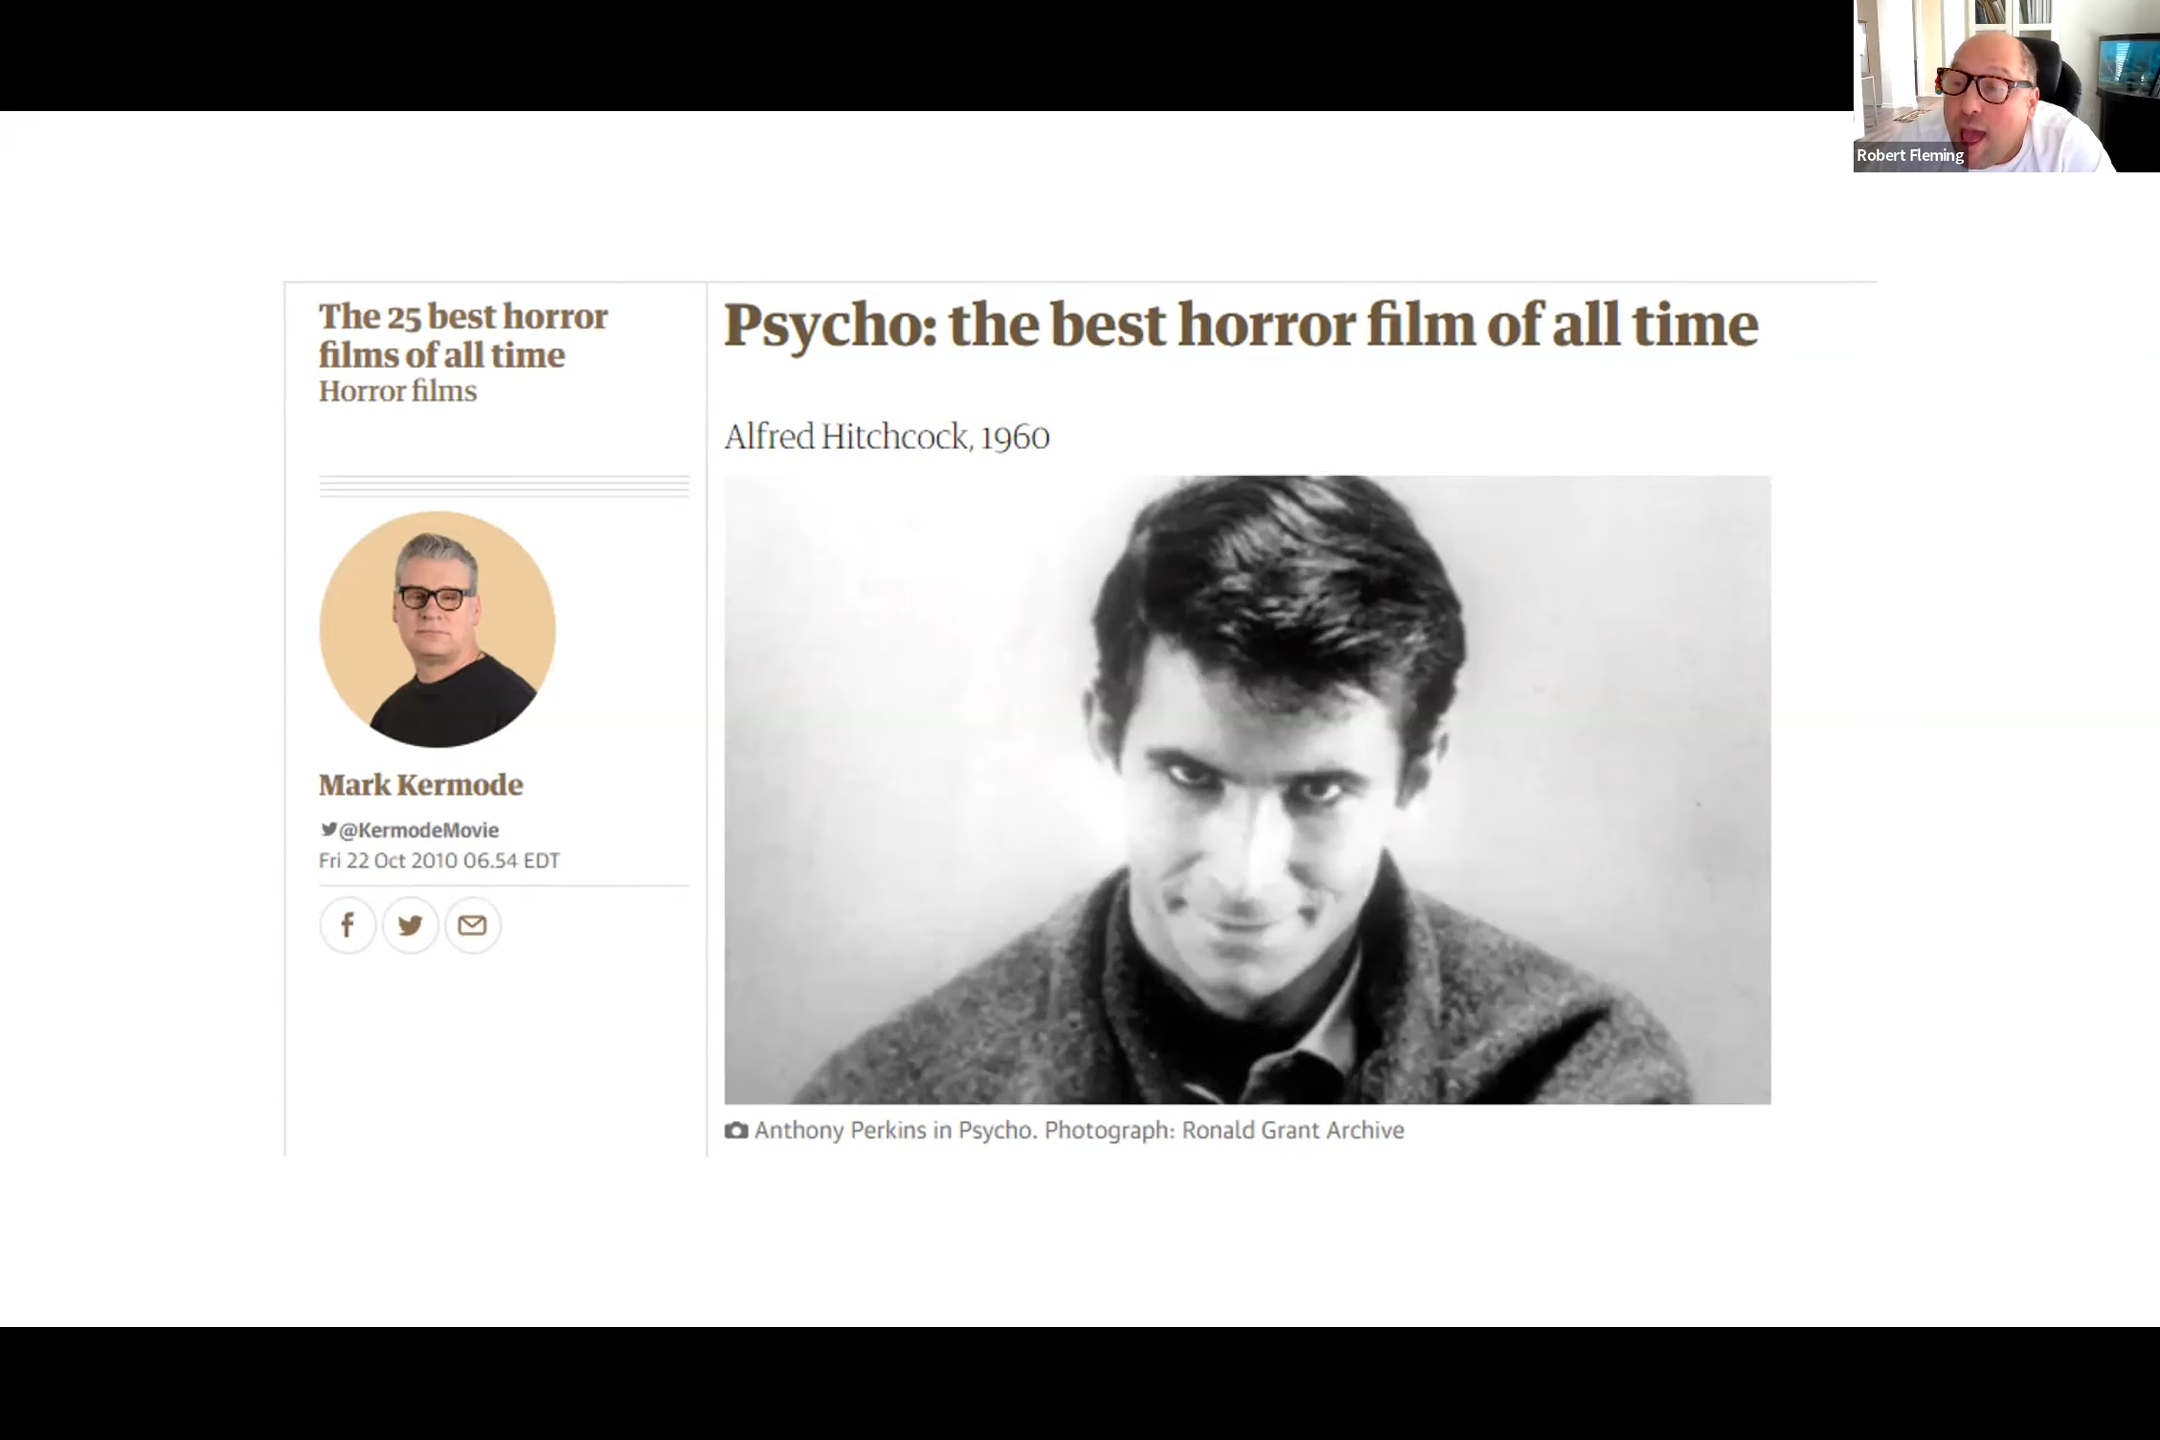 Robert Fleming
The 25 best horror
films of all time
Horror films
Mark Kermode
@KermodeMovie
Fri 22 Oct 2010 06.54 EDT
Psycho: the best horror film of all time
Alfred Hitchcock, 1960
Anthony Perkins in Psycho. Photograph: Ronald Grant Archive